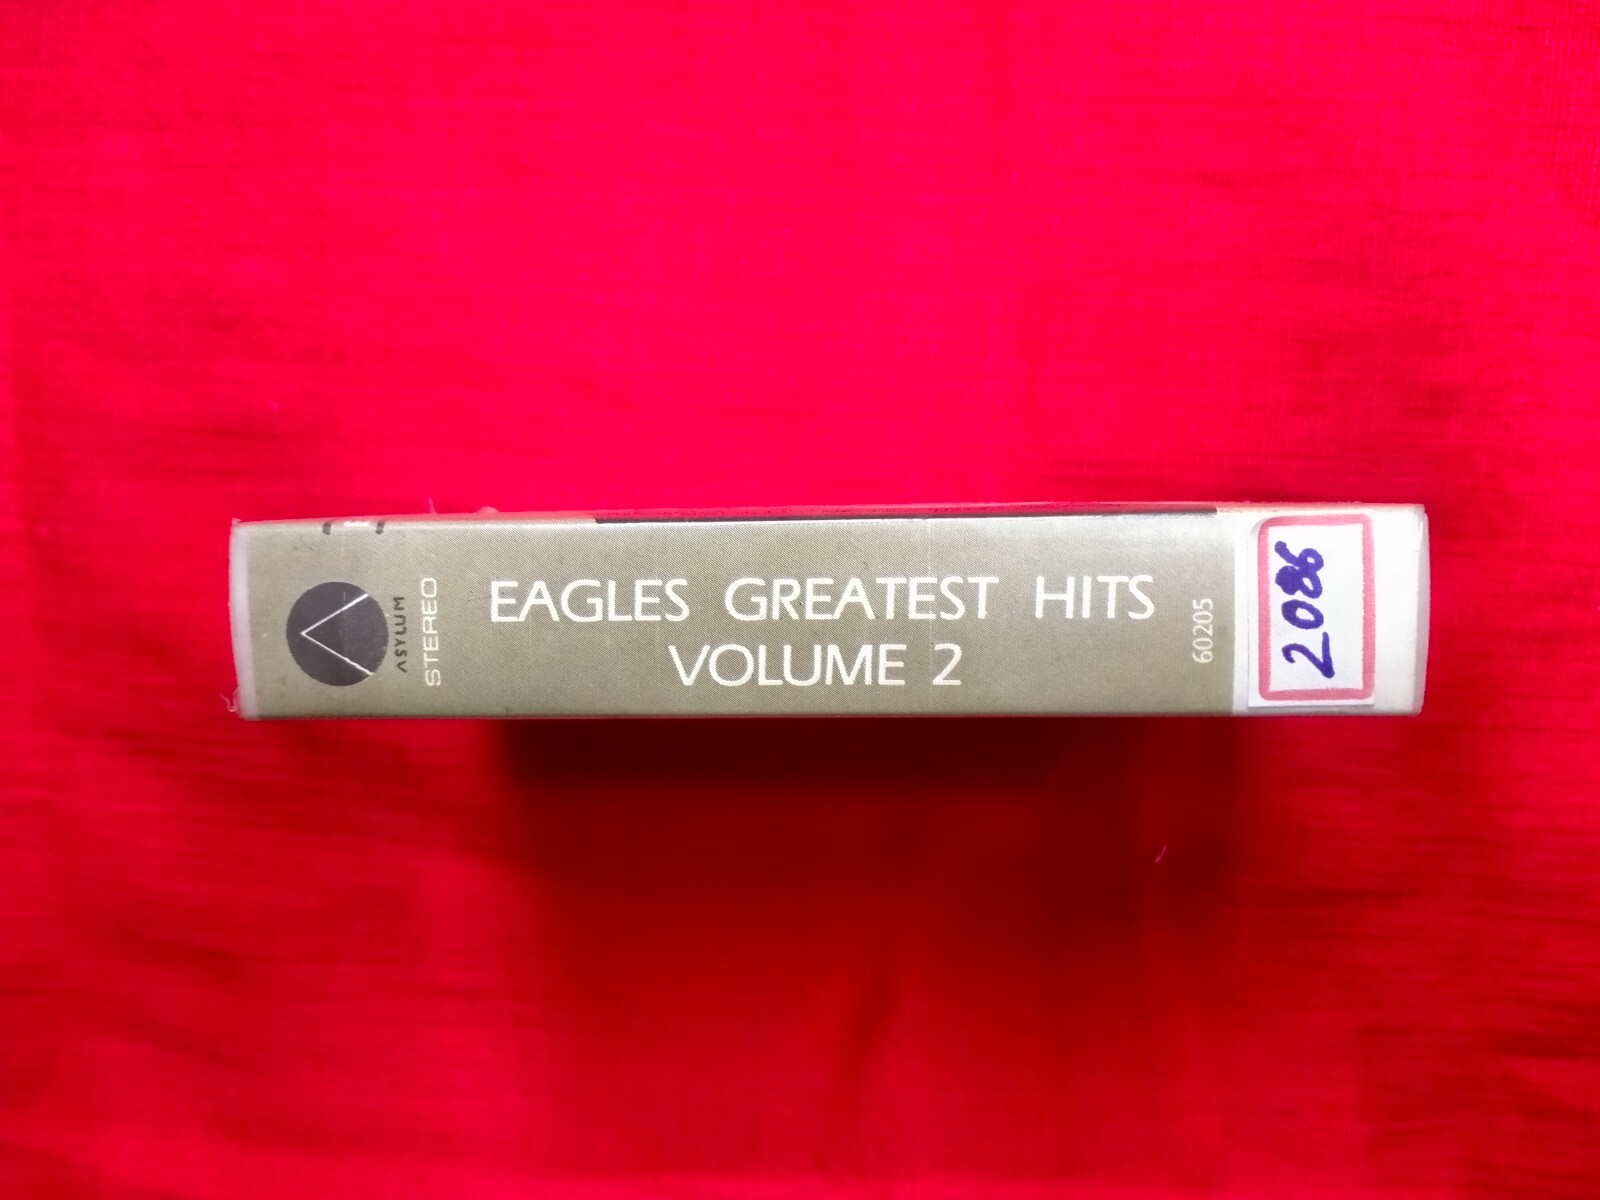 ASYLUM
STEREO
EAGLES GREATEST HITS
VOLUME 2
60205
2086